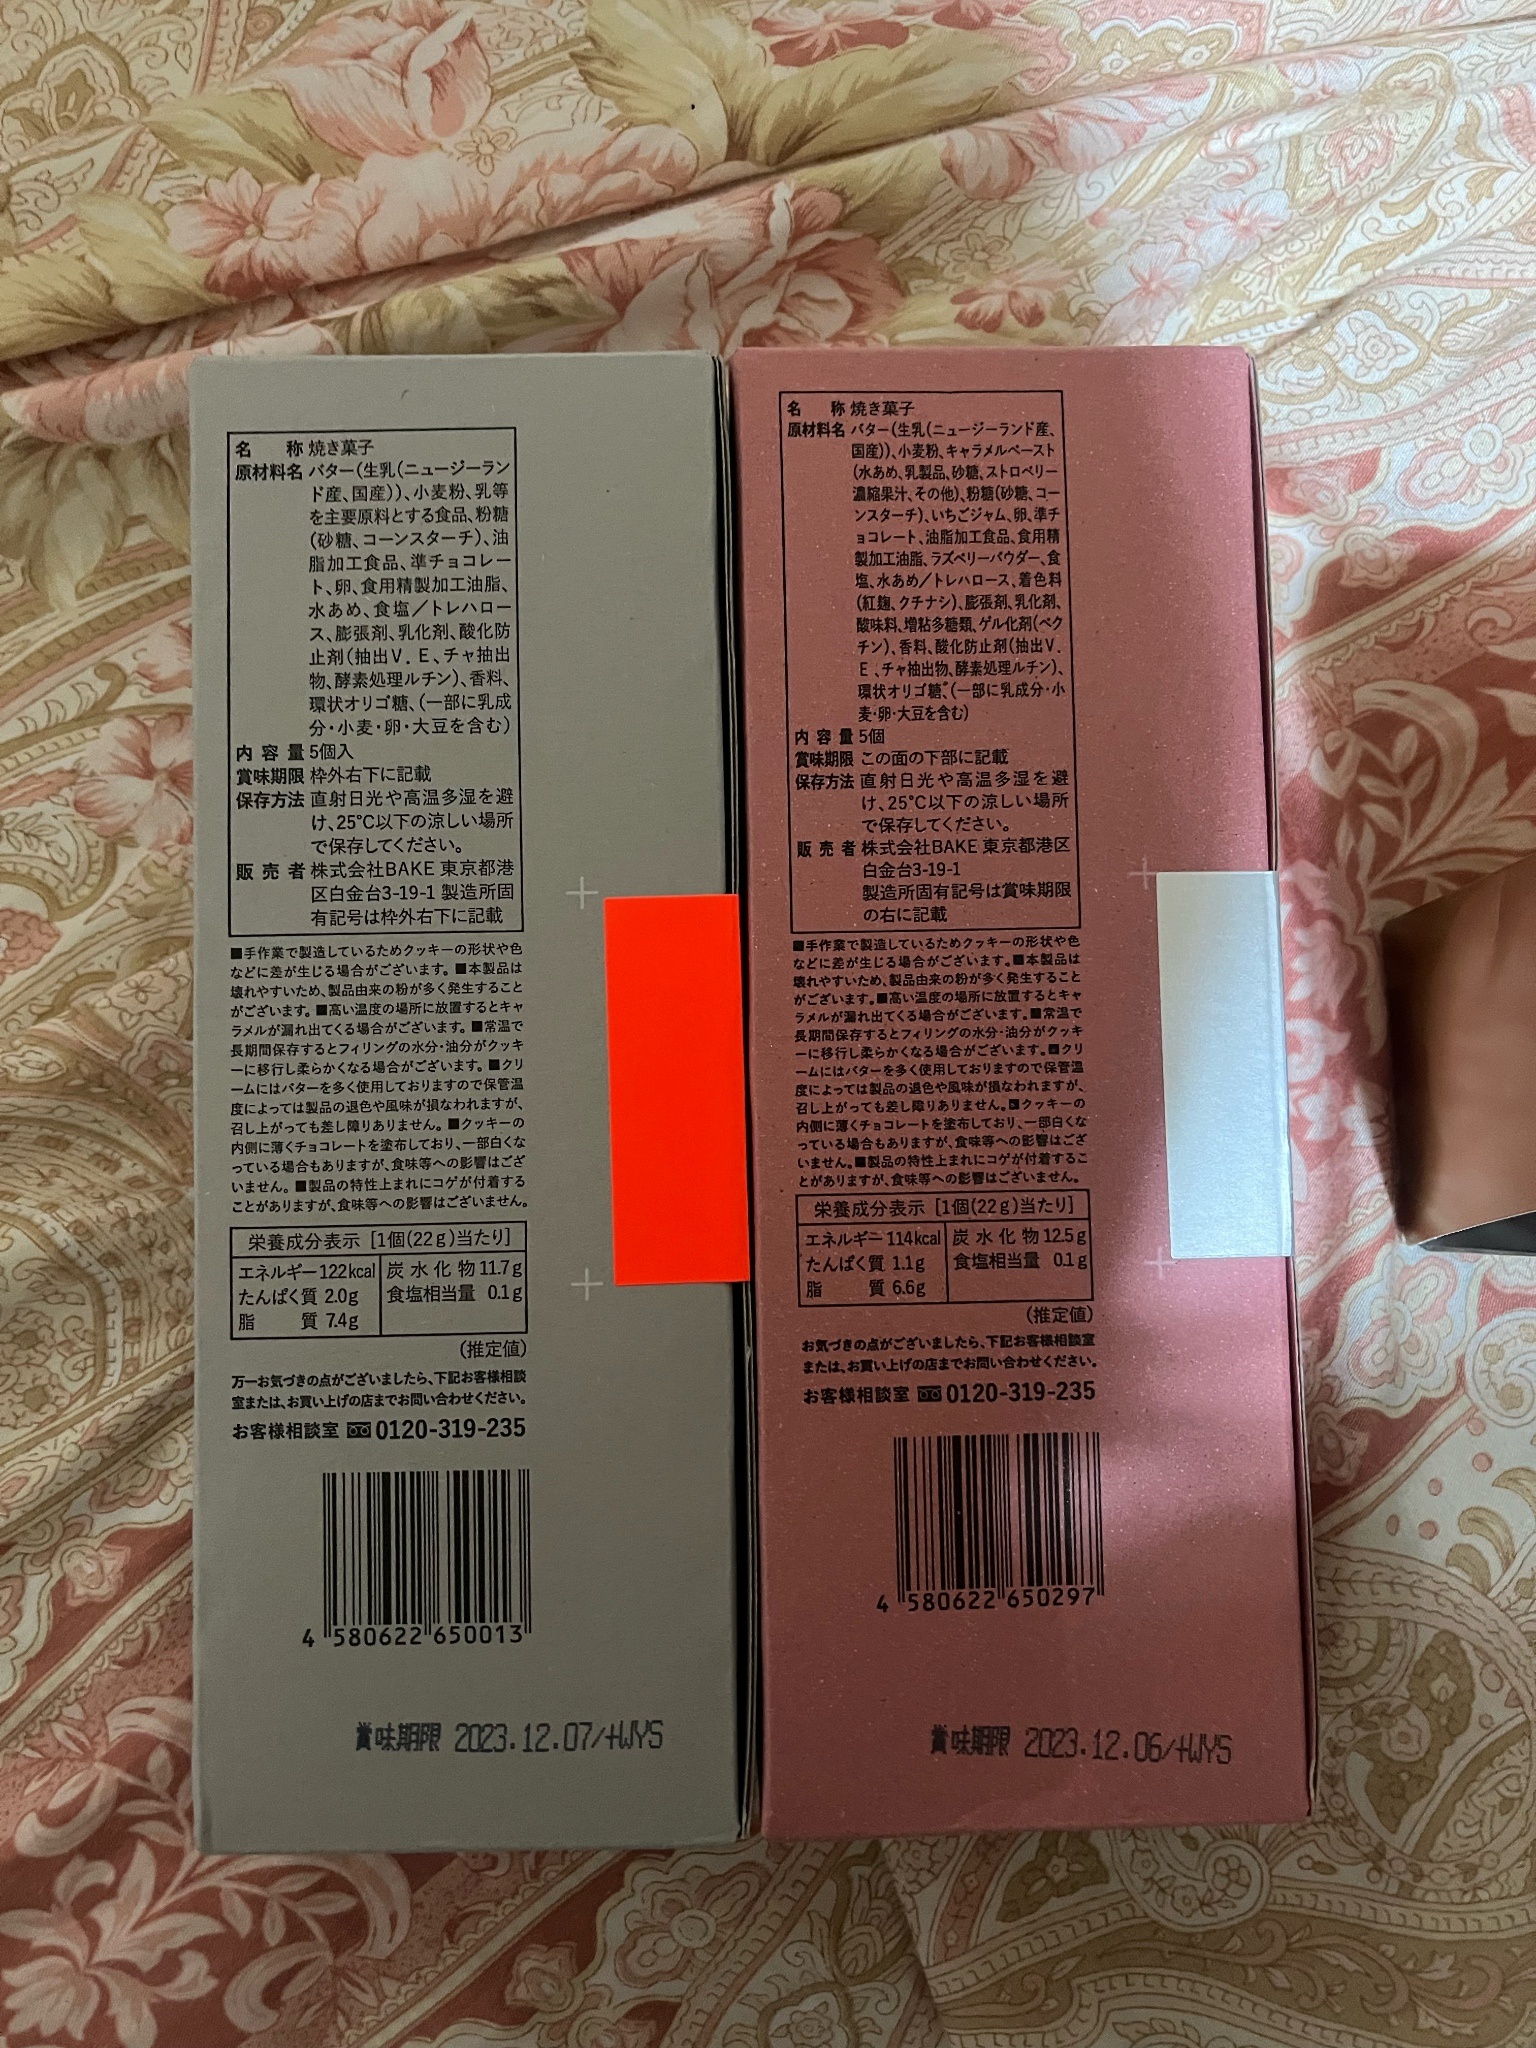 名　称 焼き菓子
原材料名 バター(生乳(ニュージーラン
ド産、国産))、小麦粉、乳等
を主要原料とする食品、粉糖
(砂糖、コーンスターチ)、油
脂加工食品、準チョコレー
ト、卵、食用精製加工油脂、
水あめ、食塩／トレハロー
ス、膨張剤、乳化剤、酸化防
止剤(抽出V.E、チャ抽出
物、酵素処理ルチン)、香料、
環状オリゴ糖、(一部に乳成
分・小麦・卵・大豆を含む)
内容量 5個入
賞味期限 枠外右下に記載
保存方法 直射日光や高温多湿を避
け、25℃以下の涼しい場所
で保存してください。
販売者 株式会社BAKE 東京都港
区白金台3-19-1 製造所固
有記号は枠外右下に記載
■手作業で製造しているためクッキーの形状や色
などに差が生じる場合がございます。■本製品は
壊れやすいため、製品由来の粉が多く発生すること
がございます。■高い温度の場所に放置するとキャ
ラメルが漏れ出てくる場合がございます。■常温で
長期間保存するとフィリングの水分・油分がクッキ
ーに移行し柔らかくなる場合がございます。■クリ
ームにはバターを多く使用しておりますので保管温
度によっては製品の退色や風味が損なわれますが、
召し上がっても差し障りありません。■クッキーの
内側に薄くチョコレートを塗布しており、一部白くな
っている場合もありますが、食味等への影響はござ
いません。■製品の特性上まれにコゲが付着する
ことがありますが、食味等への影響はございません。
栄養成分表示 [1個(22g)当たり]
エネルギー 122kcal 炭水化物 11.7g
たんぱく質 2.0g 食塩相当量 0.1g
脂　質 7.4g
(推定値)
万一お気づきの点がございましたら、下記お客様相談
室または、お買い上げの店までお問い合わせください。
お客様相談室 0120-319-235
4 580622 650013
賞味期限 2023.12.07/+WYS
名　称 焼き菓子
原材料名 バター(生乳(ニュージーランド産、
国産))、小麦粉、キャラメルペースト
(水あめ、乳製品、砂糖、ストロベリー
濃縮果汁、その他)、粉糖(砂糖、コー
ンスターチ)、いちごジャム、卵、準チ
ョコレート、油脂加工食品、食用精
製加工油脂、ラズベリーパウダー、食
塩、水あめ／トレハロース、着色料
(紅麹、クチナシ)、膨張剤、乳化剤、
酸味料、増粘多糖類、ゲル化剤(ペク
チン)、香料、酸化防止剤(抽出V.
E、チャ抽出物、酵素処理ルチン)、
環状オリゴ糖、(一部に乳成分・小
麦・卵・大豆を含む)
内容量 5個
賞味期限 この面の下部に記載
保存方法 直射日光や高温多湿を避
け、25℃以下の涼しい場所
で保存してください。
販売者 株式会社BAKE 東京都港区
白金台3-19-1
製造所固有記号は賞味期限
の右に記載
■手作業で製造しているためクッキーの形状や色
などに差が生じる場合がございます。■本製品は
壊れやすいため、製品由来の粉が多く発生すること
がございます。■高い温度の場所に放置するとキャ
ラメルが漏れ出てくる場合がございます。■常温で
長期間保存するとフィリングの水分・油分がクッキ
ーに移行し柔らかくなる場合がございます。■クリ
ームにはバターを多く使用しておりますので保管温
度によっては製品の退色や風味が損なわれますが、
召し上がっても差し障りありません。■クッキーの
内側に薄くチョコレートを塗布しており、一部白くな
っている場合もありますが、食味等への影響はござ
いません。■製品の特性上まれにコゲが付着するこ
とがありますが、食味等への影響はございません。
栄養成分表示 [1個(22g)当たり]
エネルギー 114kcal 炭水化物 12.5g
たんぱく質 1.1g 食塩相当量 0.1g
脂　質 6.6g
(推定値)
お気づきの点がございましたら、下記お客様相談室
または、お買い上げの店までお問い合わせください。
お客様相談室 0120-319-235
4 580622 650297
賞味期限 2023.12.06/+WYS